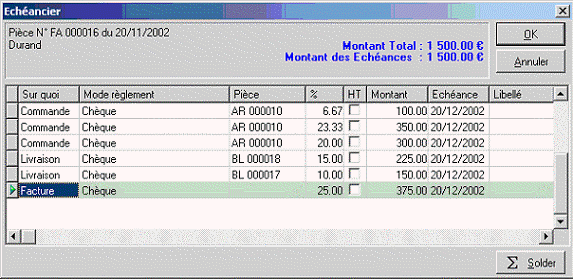 Echéancier
Pièce N° FA 000016 du 20/11/2002
Durand
Montant Total : 1 500.00 €
Montant des Echéances : 1 500.00 €
OK
Annuler
Sur quoi Mode règlement Pièce % HT Montant Echéance Libellé
Commande Chèque AR 000010 6.67 100.00 20/12/2002
Commande Chèque AR 000010 23.33 350.00 20/12/2002
Commande Chèque AR 000010 20.00 300.00 20/12/2002
Livraison Chèque BL 000018 15.00 225.00 20/12/2002
Livraison Chèque BL 000017 10.00 150.00 20/12/2002
Facture Chèque 25.00 375.00 20/12/2002
Σ Solder